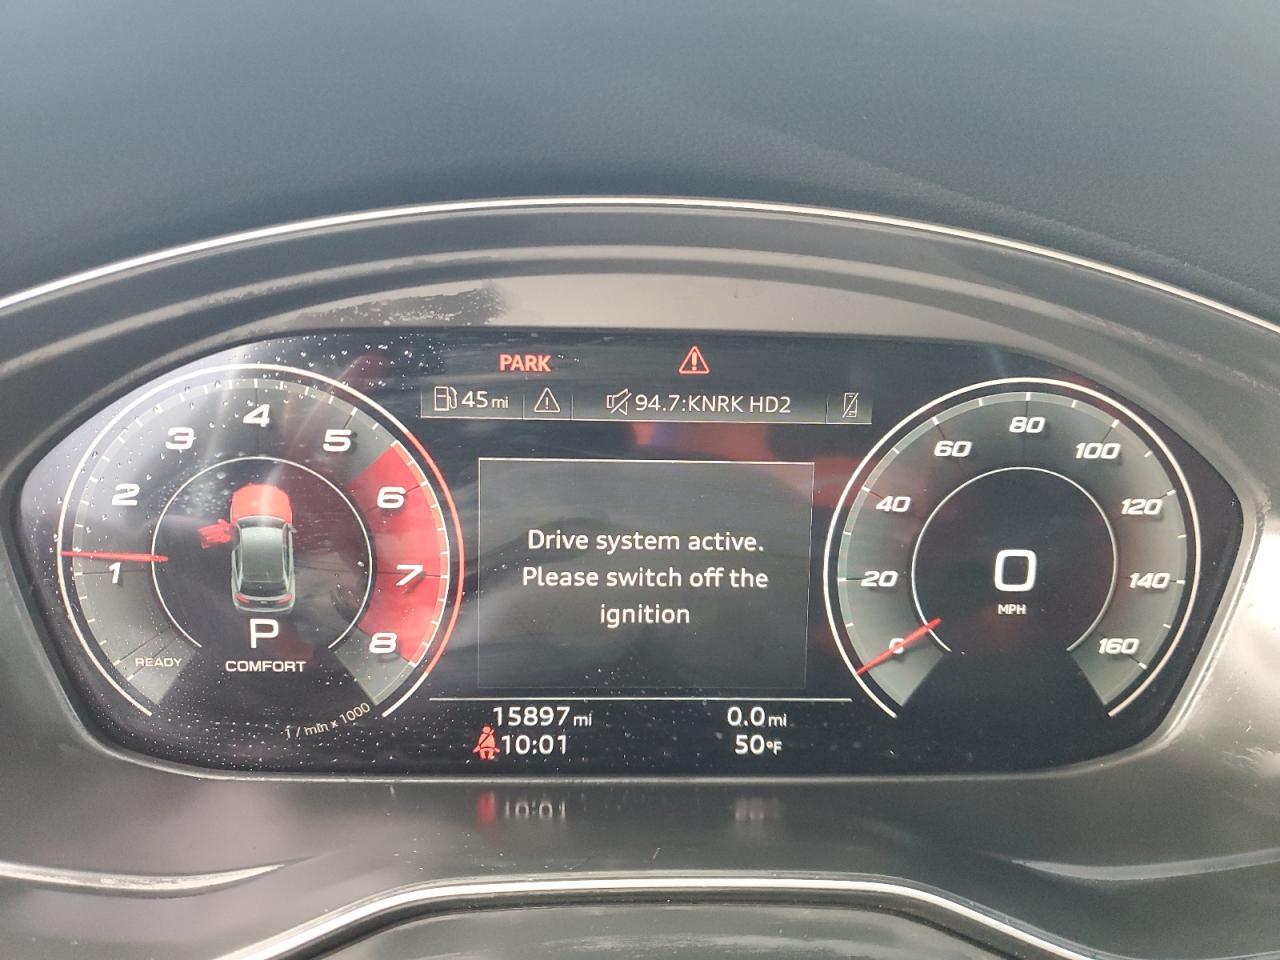 PARK
45 mi
94.7:KNRK HD2
1
2
3
4
5
6
7
8
P
COMFORT
READY
1 / min x 1000
Drive system active.
Please switch off the
ignition
0
20
40
60
80
100
120
140
160
0
MPH
15897 mi
0.0 mi
10:01
50°F